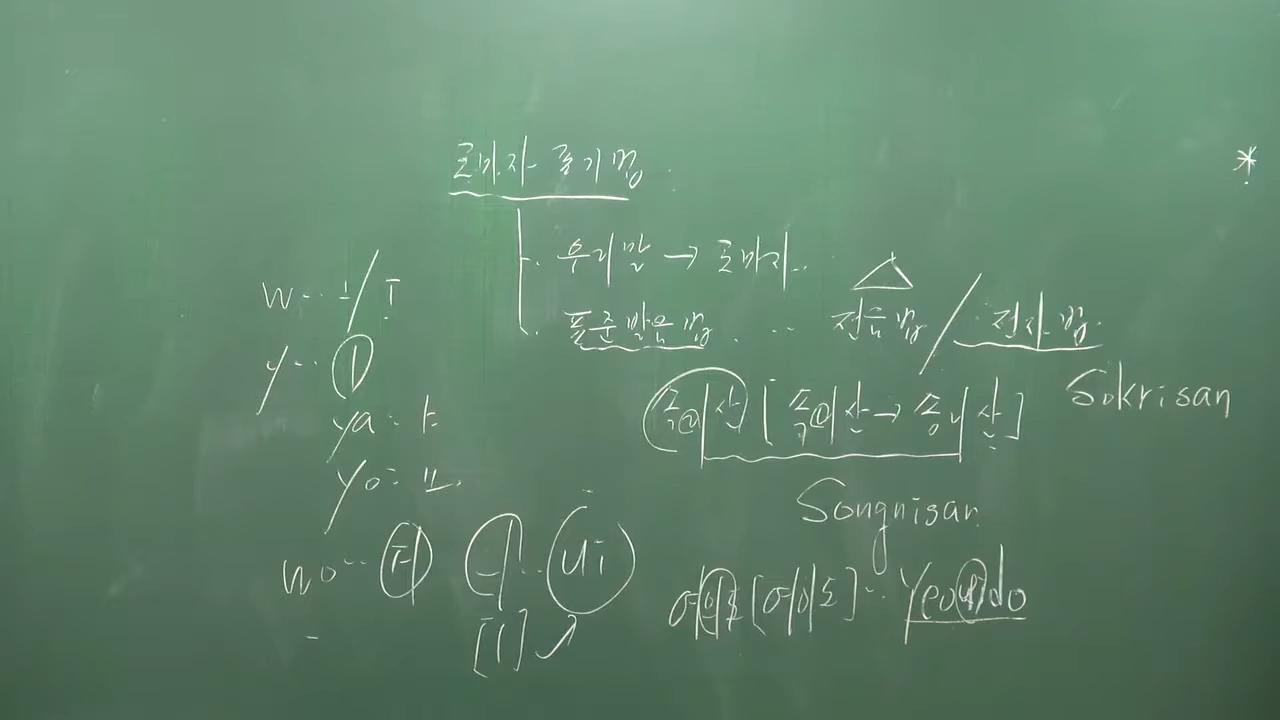 로마자 표기법
우리말 → 로마자
표준발음법 ... 전음법 / 전자법
속리산 [속리산 → 송니산] Sokrisan
Songnisan
W ... ㅗ/ㅜ
y ... ㅣ
ya - ㅑ
yo - ㅛ
wo ... ㅝ ㅢ ... ui
[ㅣ]
여의도 [여이도] ... Yeouido